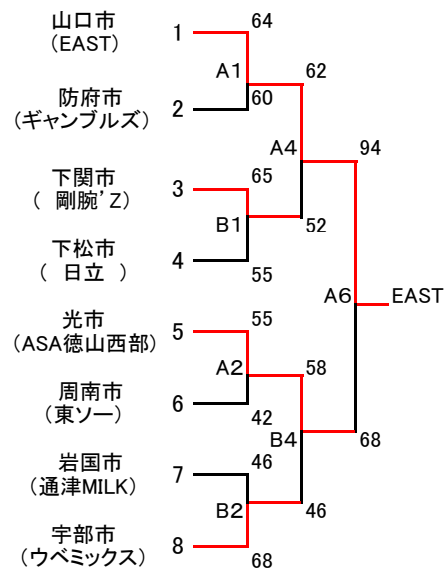 山口市
(EAST)
1
64
A1
62
防府市
(ギャンブルズ)
2
60
A4
94
下関市
( 剛腕’Z)
3
65
B1
52
下松市
( 日立 )
4
55
A6
EAST
光市
(ASA徳山西部)
5
55
A2
58
周南市
(東ソー)
6
42
B4
68
岩国市
(通津MILK)
7
46
B2
46
宇部市
(ウベミックス)
8
68